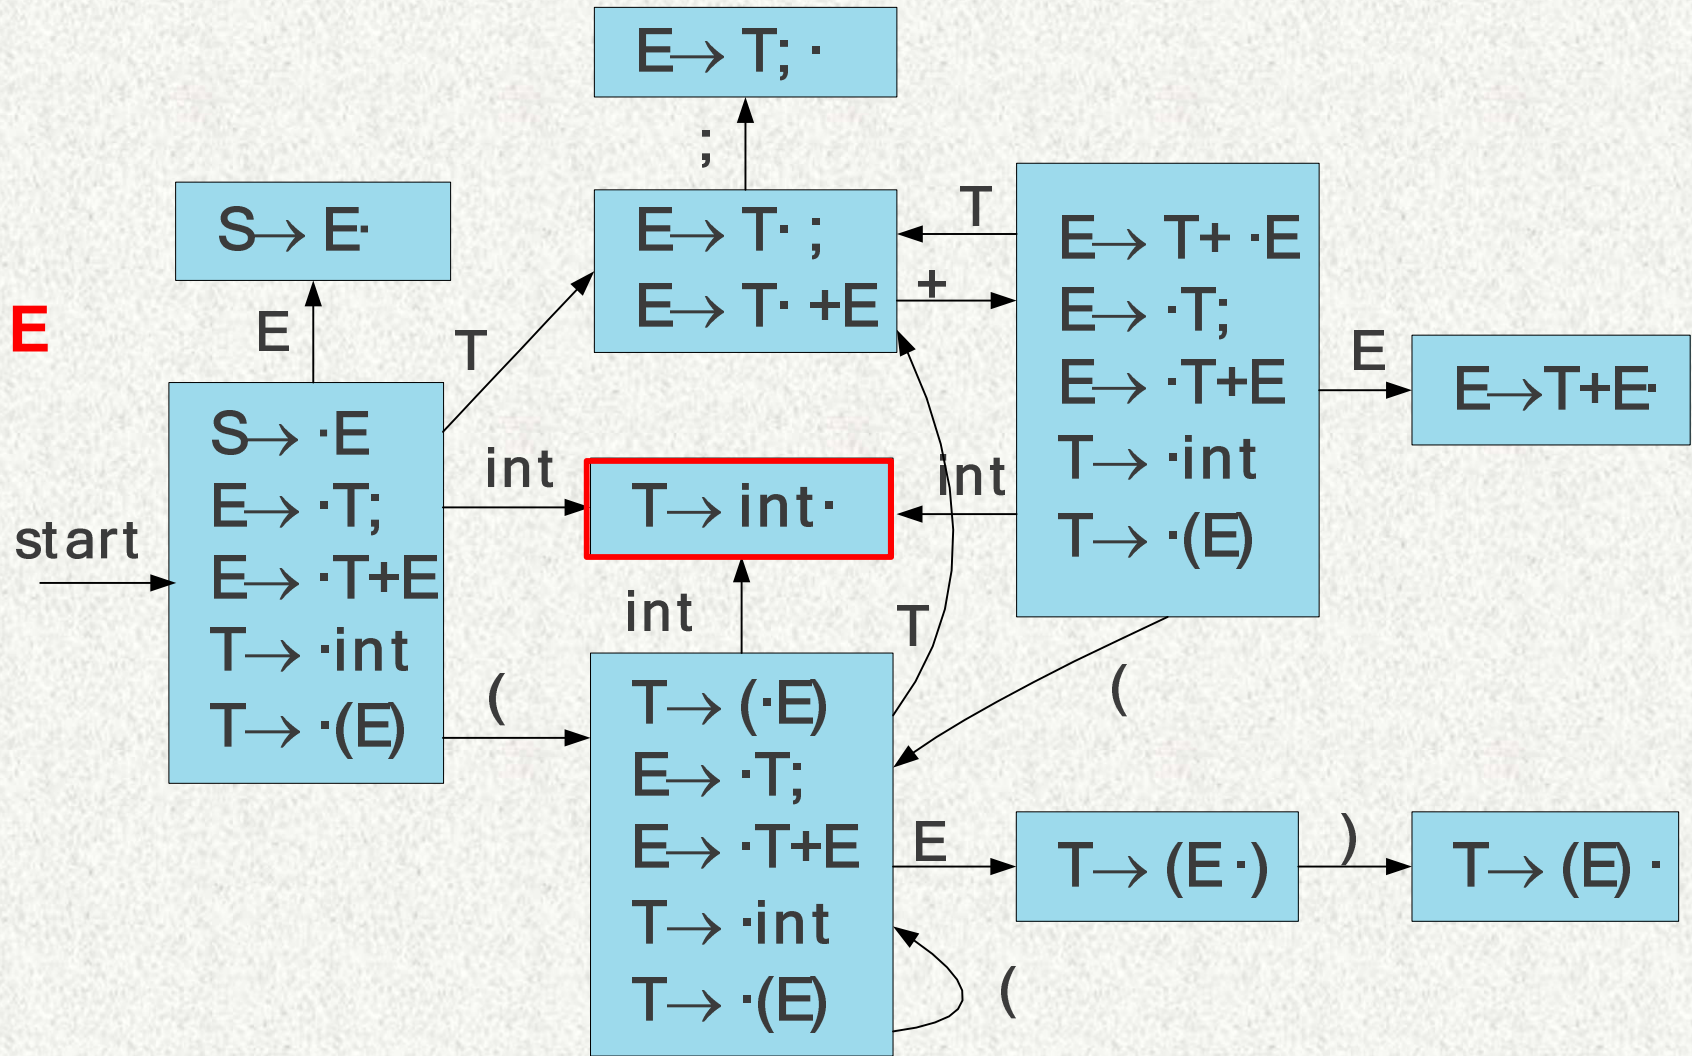 E→ T; ·
;
S→ E·
E→ T· ;
E→ T· +E
T
+
E→ T+ ·E
E→ ·T;
E→ ·T+E
T→ ·int
T→ ·(E)
E
E→T+E·
E
E
T
start
S→ ·E
E→ ·T;
E→ ·T+E
T→ ·int
T→ ·(E)
int
T→ int·
int
int
T
(
(
T→ (·E)
E→ ·T;
E→ ·T+E
T→ ·int
T→ ·(E)
E
T→ (E ·)
)
T→ (E) ·
(